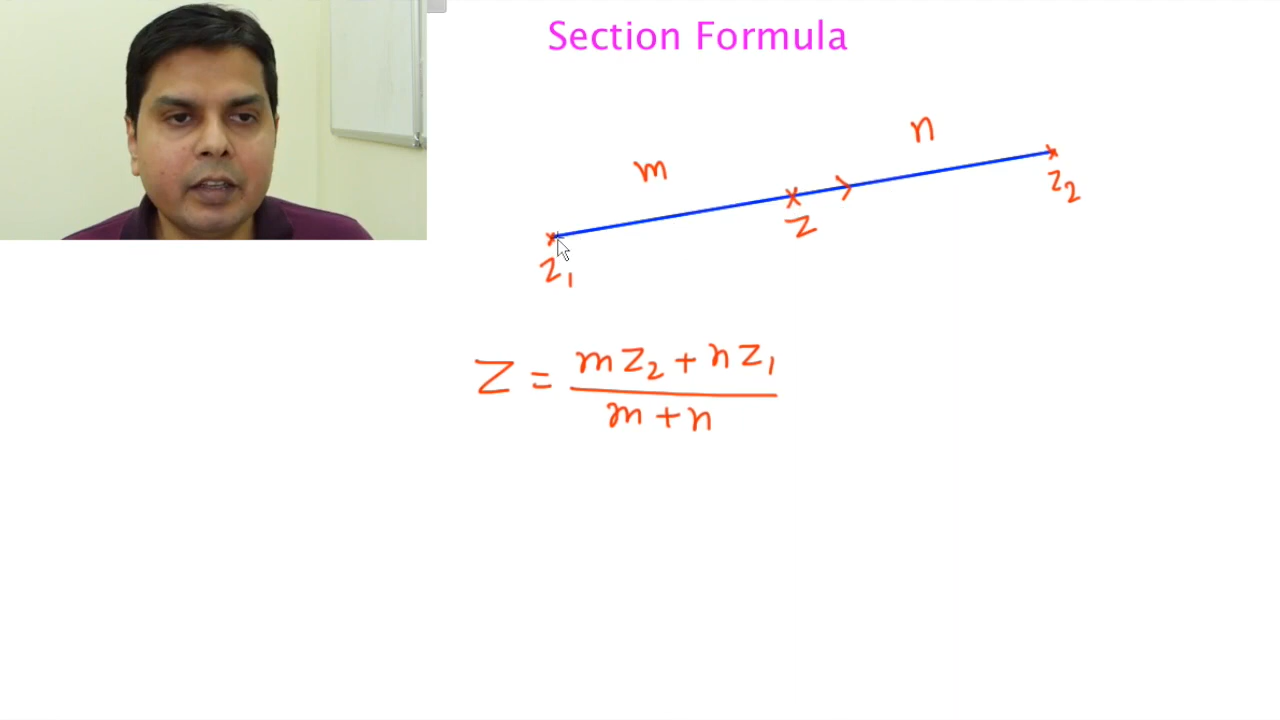 Section Formula
m
n
z₂
z
z₁
z = (mz₂ + nz₁) / (m + n)